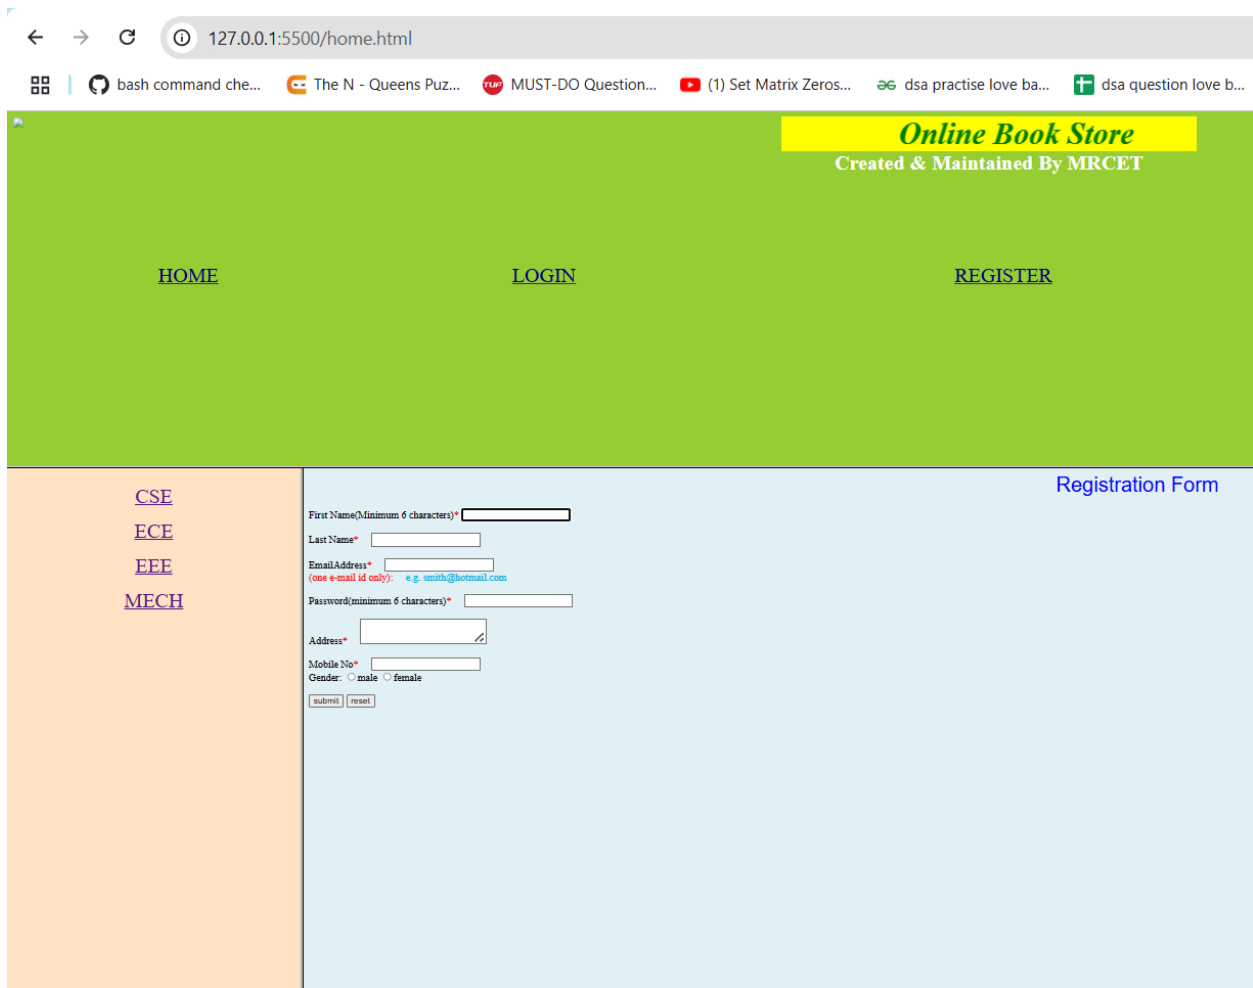 127.0.0.1:5500/home.html
bash command che... The N - Queens Puz... TUF MUST-DO Question... (1) Set Matrix Zeros... dsa practise love ba... dsa question love b...
Online Book Store
Created & Maintained By MRCET
HOME LOGIN REGISTER
CSE
ECE
EEE
MECH
Registration Form
First Name(Minimum 6 characters)*
Last Name*
EmailAddress*
(one e-mail id only): e.g. smith@hotmail.com
Password(minimum 6 characters)*
Address*
Mobile No*
Gender: male female
submit reset